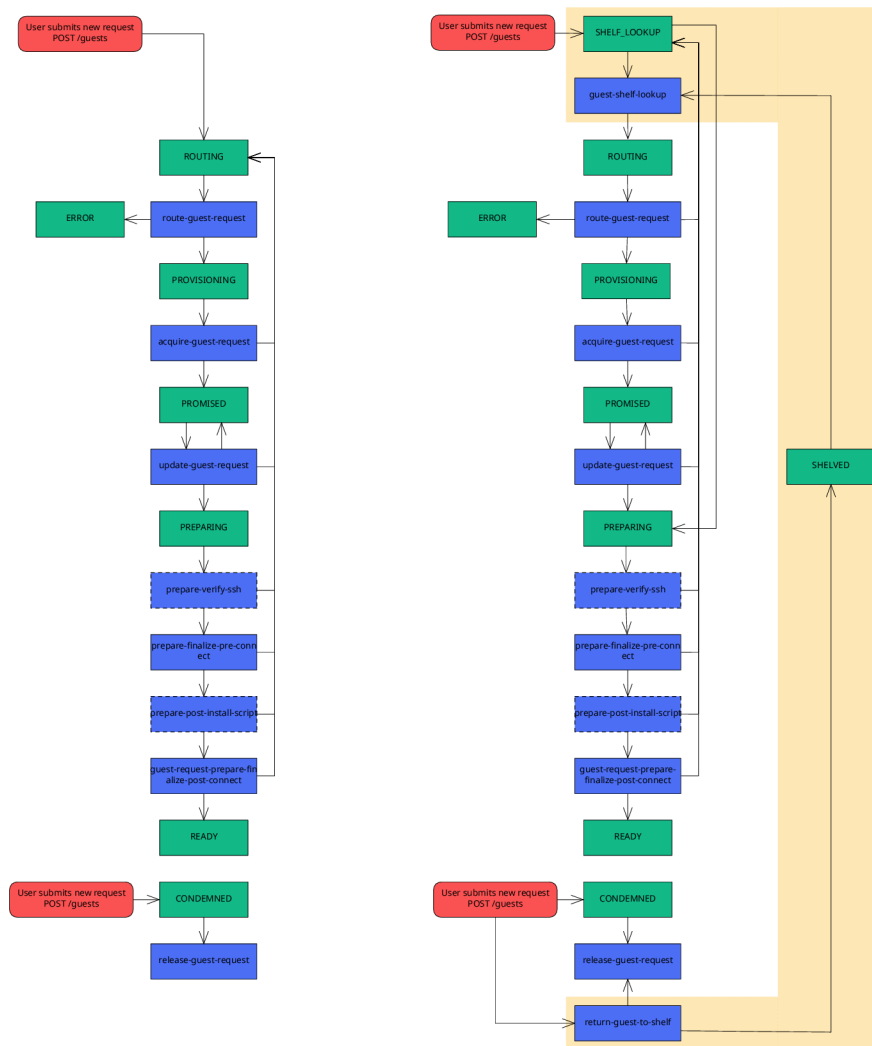 User submits new request
POST /guests
ROUTING
ERROR
route-guest-request
PROVISIONING
acquire-guest-request
PROMISED
update-guest-request
PREPARING
prepare-verify-ssh
prepare-finalize-pre-conn
ect
prepare-post-install-script
guest-request-prepare-fin
alize-post-connect
READY
User submits new request
POST /guests
CONDEMNED
release-guest-request
User submits new request
POST /guests
SHELF_LOOKUP
guest-shelf-lookup
ROUTING
ERROR
route-guest-request
PROVISIONING
acquire-guest-request
PROMISED
update-guest-request
SHELVED
PREPARING
prepare-verify-ssh
prepare-finalize-pre-conn
ect
prepare-post-install-script
guest-request-prepare-
finalize-post-connect
READY
User submits new request
POST /guests
CONDEMNED
release-guest-request
return-guest-to-shelf